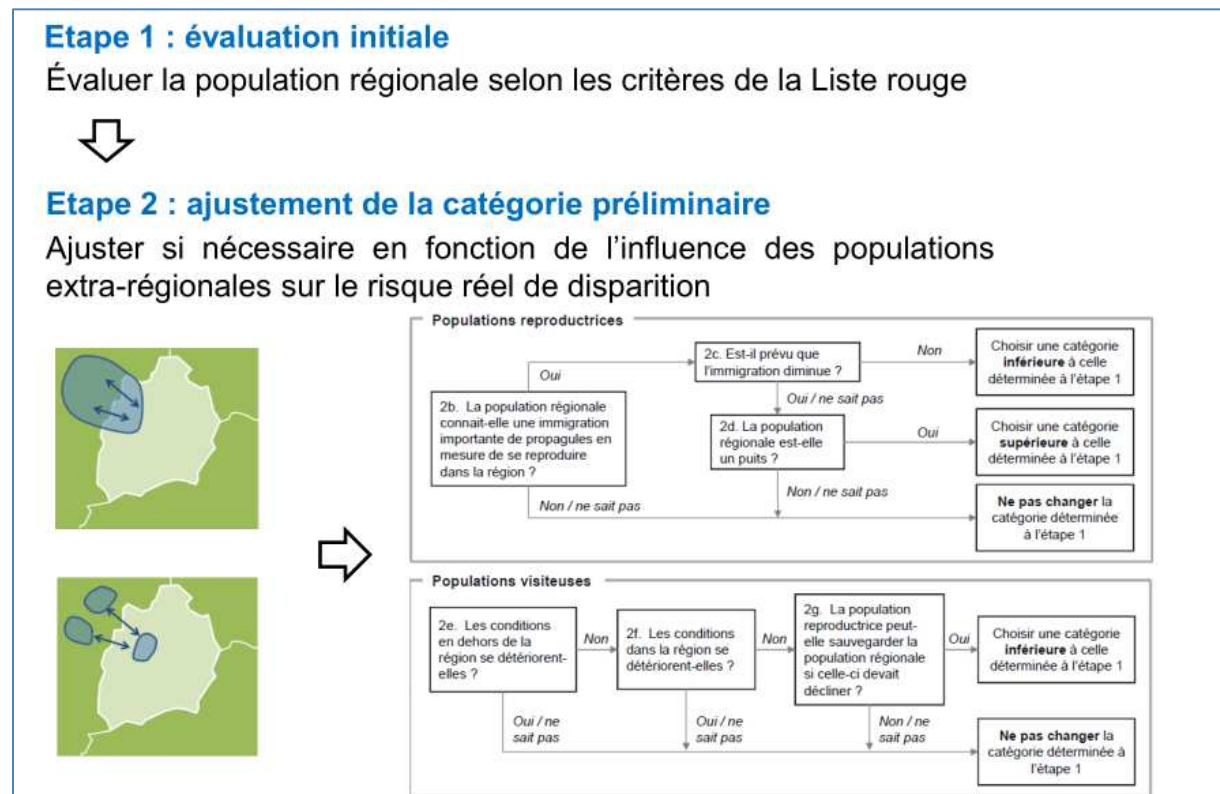 Etape 1 : évaluation initiale
Évaluer la population régionale selon les critères de la Liste rouge
Etape 2 : ajustement de la catégorie préliminaire
Ajuster si nécessaire en fonction de l’influence des populations
extra-régionales sur le risque réel de disparition
Populations reproductrices
2b. La population régionale
connait-elle une immigration
importante de propagules en
mesure de se reproduire
dans la région ?
Oui
2c. Est-il prévu que
l’immigration diminue ?
Non
Choisir une catégorie
inférieure à celle
déterminée à l’étape 1
Oui / ne sait pas
2d. La population
régionale est-elle
un puits ?
Oui
Choisir une catégorie
supérieure à celle
déterminée à l’étape 1
Non / ne sait pas
Non / ne sait pas
Ne pas changer la
catégorie déterminée
à l’étape 1
Populations visiteuses
2e. Les conditions
en dehors de la
région se détériorent-
elles ?
Non
2f. Les conditions
dans la région se
détériorent-elles ?
Non
2g. La population
reproductrice peut-
elle sauvegarder la
population régionale
si celle-ci devait
décliner ?
Oui
Choisir une catégorie
inférieure à celle
déterminée à l’étape 1
Oui / ne
sait pas
Oui / ne
sait pas
Non / ne
sait pas
Ne pas changer la
catégorie déterminée à
l’étape 1